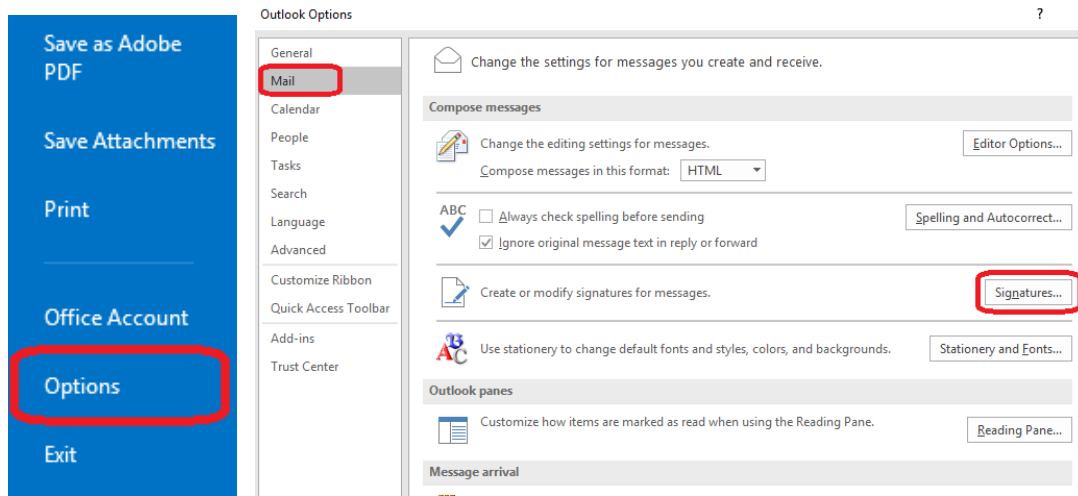 Save as Adobe
PDF
Save Attachments
Print
Office Account
Options
Exit
Outlook Options
?
General
Mail
Calendar
People
Tasks
Search
Language
Advanced
Customize Ribbon
Quick Access Toolbar
Add-ins
Trust Center
Change the settings for messages you create and receive.
Compose messages
Change the editing settings for messages.
Editor Options...
Compose messages in this format: HTML
ABC
Always check spelling before sending
Spelling and Autocorrect...
Ignore original message text in reply or forward
Create or modify signatures for messages.
Signatures...
Use stationery to change default fonts and styles, colors, and backgrounds.
Stationery and Fonts...
Outlook panes
Customize how items are marked as read when using the Reading Pane.
Reading Pane...
Message arrival